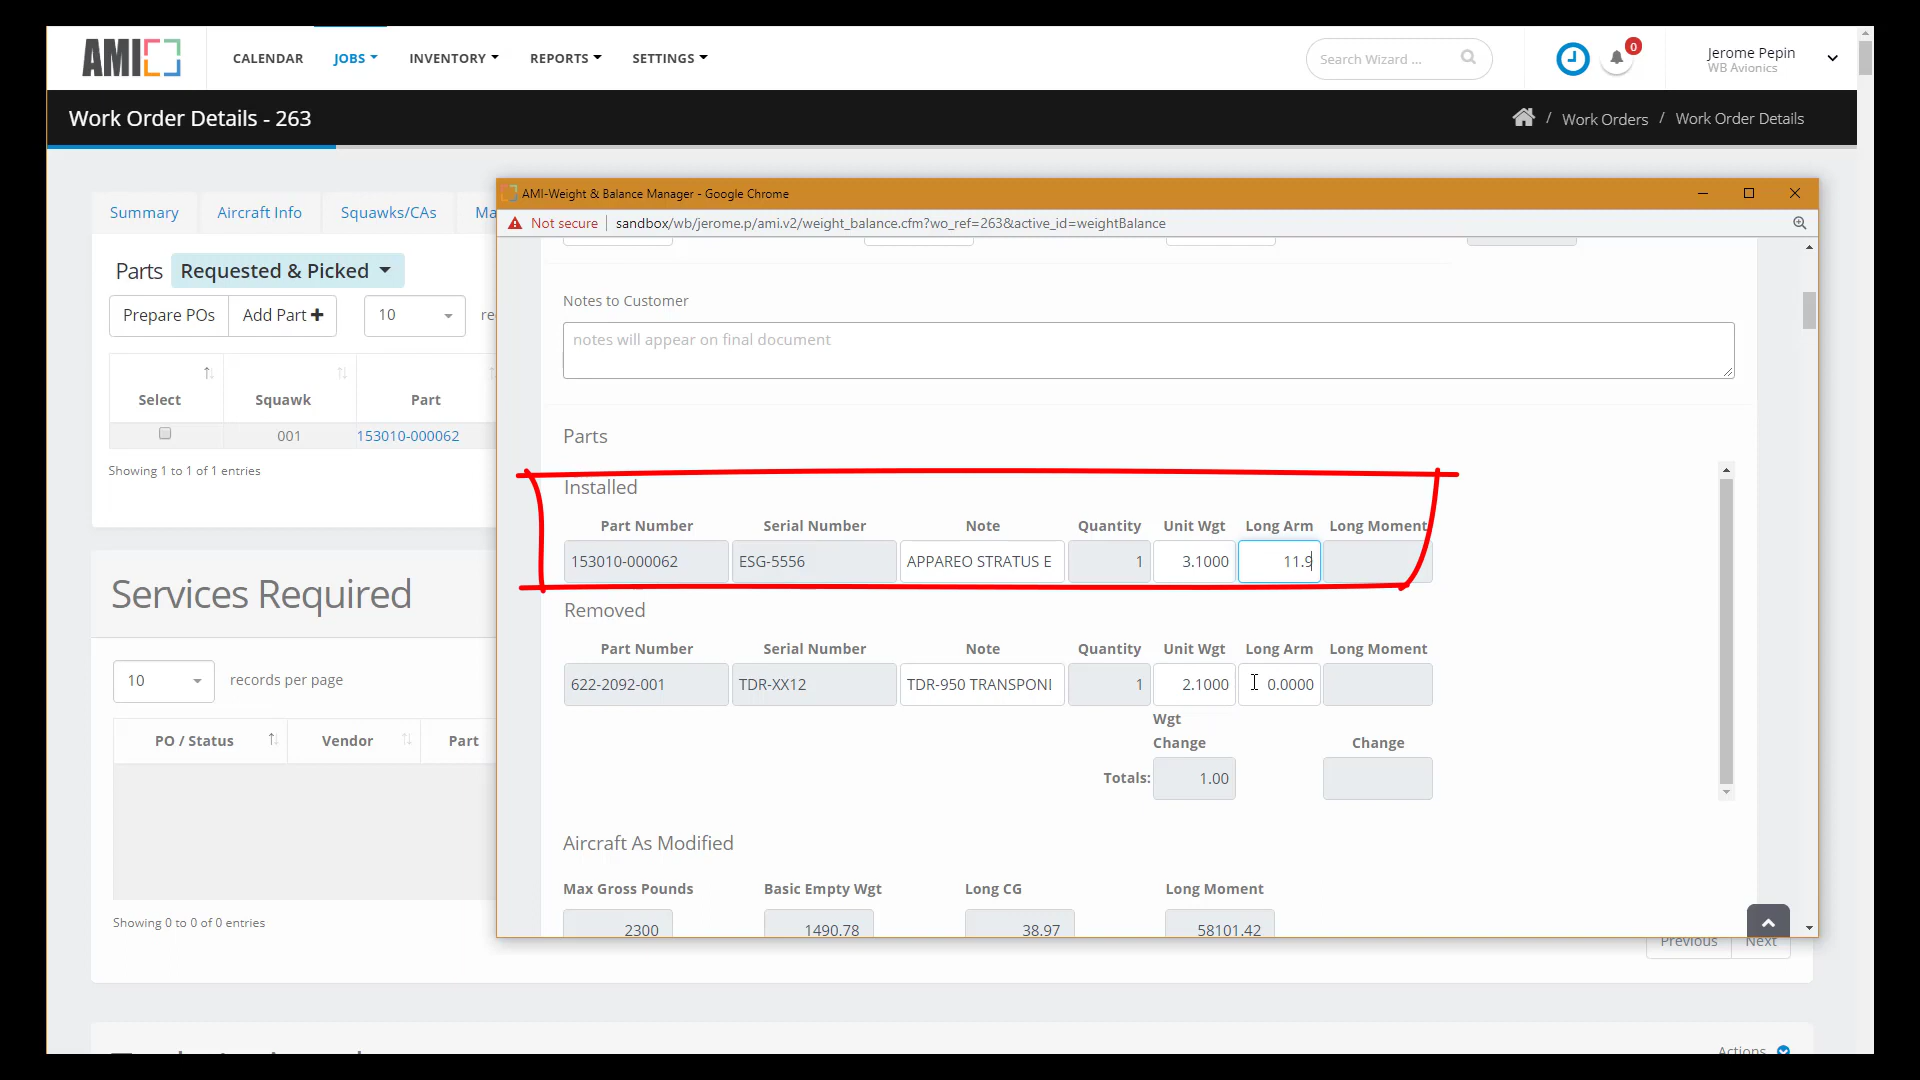 AMI
CALENDAR JOBS INVENTORY REPORTS SETTINGS
Search Wizard ...
0
Jerome Pepin
WB Avionics
Work Order Details - 263
/ Work Orders / Work Order Details
Summary Aircraft Info Squawks/CAs Ma
Parts Requested & Picked
Prepare POs Add Part 10 re
Select Squawk Part
001 153010-000062
Showing 1 to 1 of 1 entries
Services Required
10 records per page
PO / Status Vendor Part
Showing 0 to 0 of 0 entries
AMI-Weight & Balance Manager - Google Chrome
Not secure sandbox/wb/jerome.p/ami.v2/weight_balance.cfm?wo_ref=263&active_id=weightBalance
Notes to Customer
notes will appear on final document
Parts
Installed
Part Number Serial Number Note Quantity Unit Wgt Long Arm Long Moment
153010-000062 ESG-5556 APPAREO STRATUS E 1 3.1000 11.9
Removed
Part Number Serial Number Note Quantity Unit Wgt Long Arm Long Moment
622-2092-001 TDR-XX12 TDR-950 TRANSPONI 1 2.1000 0.0000
Wgt
Change Change
Totals: 1.00
Aircraft As Modified
Max Gross Pounds Basic Empty Wgt Long CG Long Moment
2300 1490.78 38.97 58101.42
Previous Next
Actions